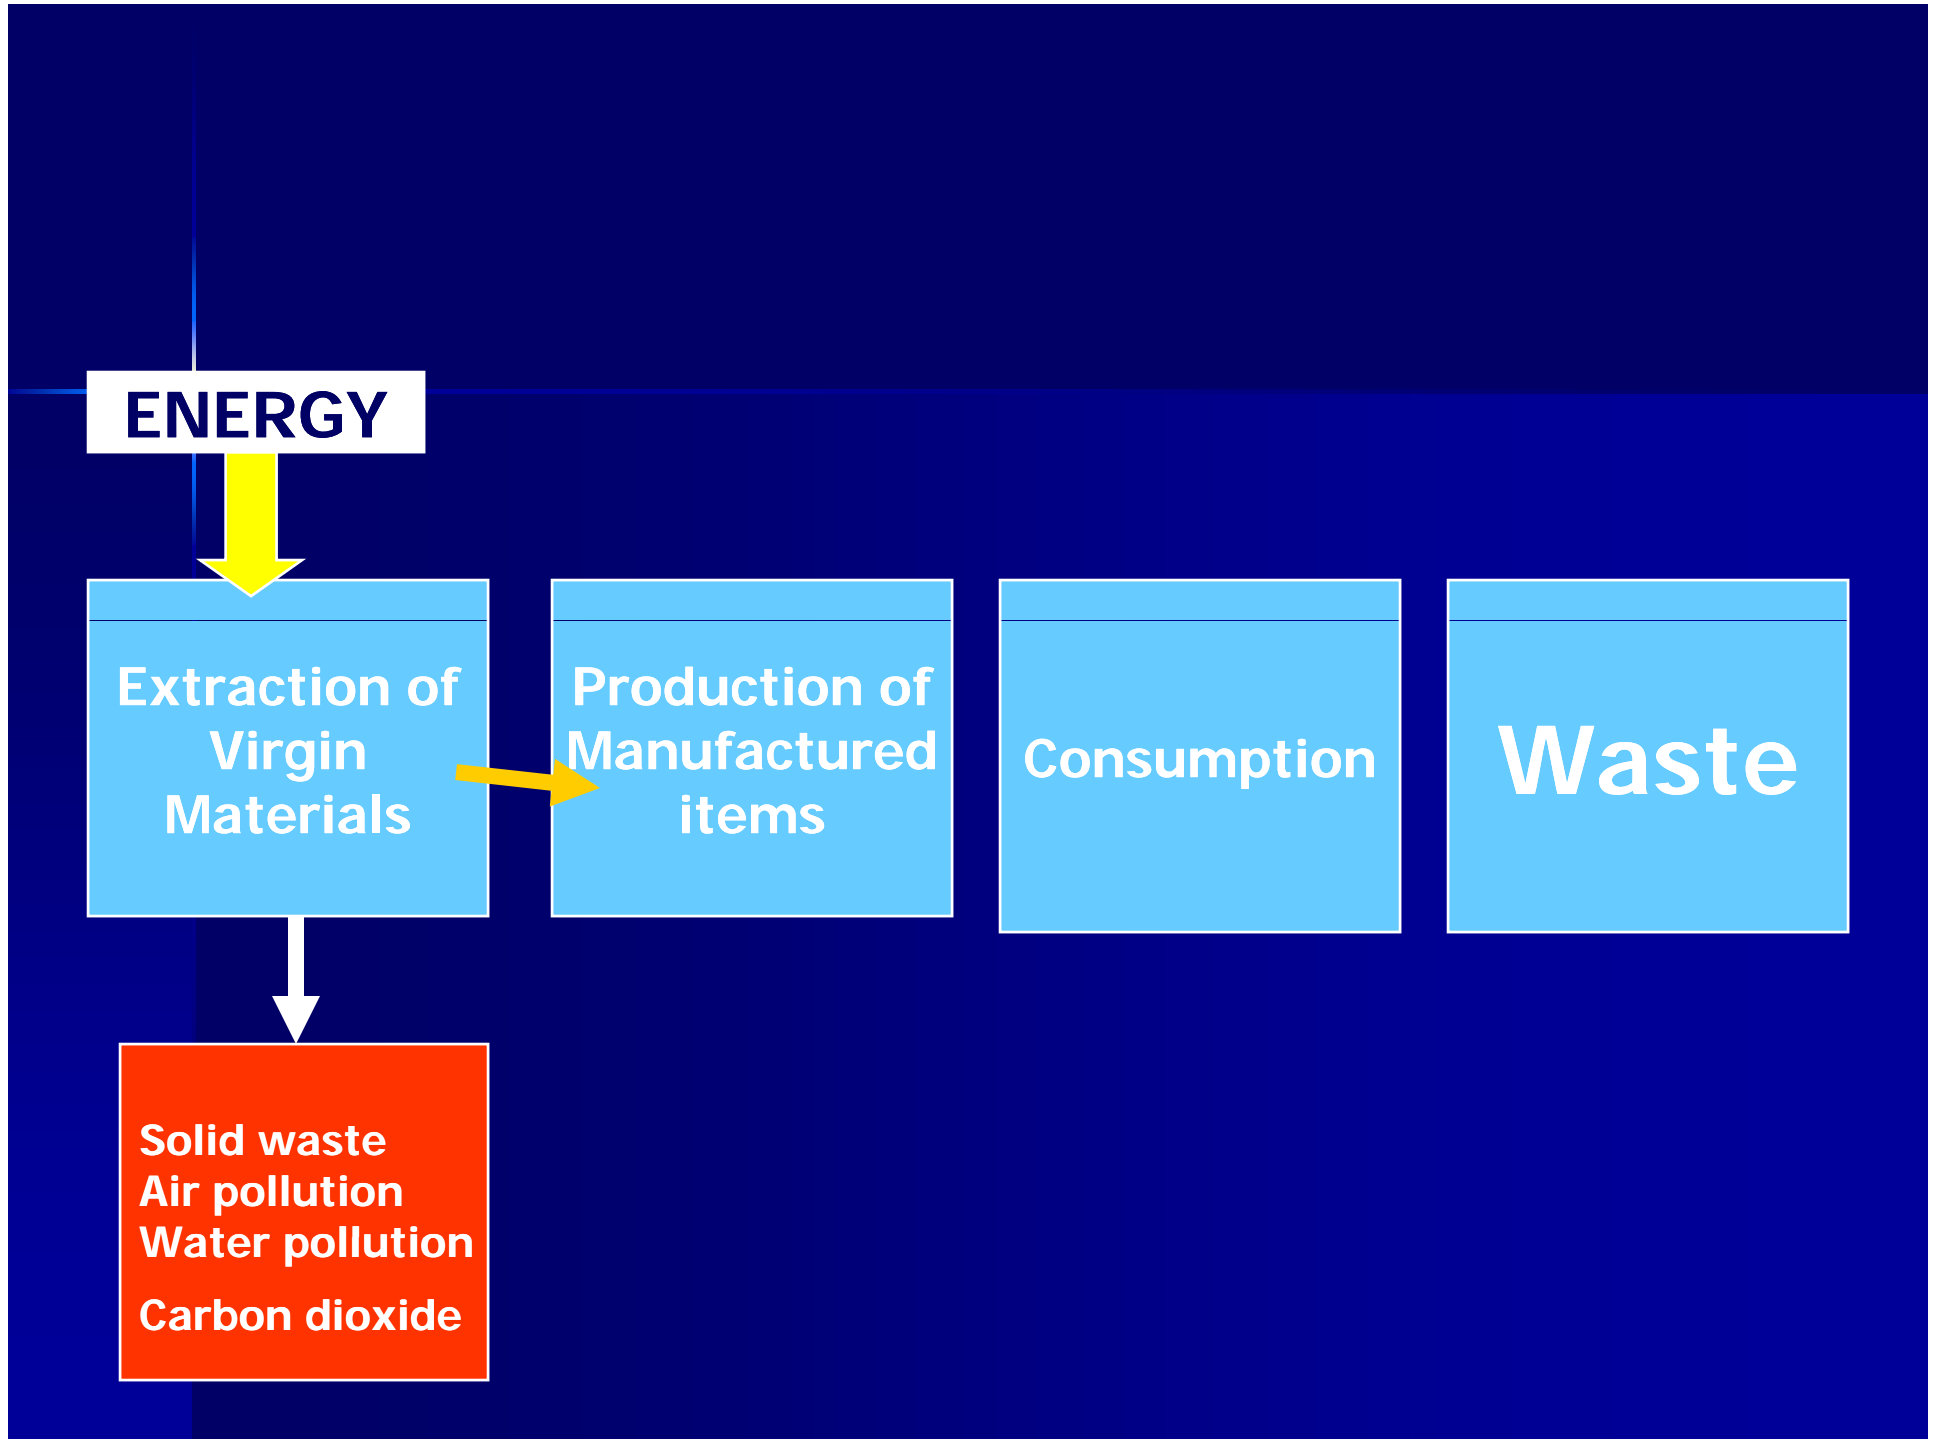 ENERGY
Extraction of
Virgin
Materials
Production of
Manufactured
items
Consumption
Waste
Solid waste
Air pollution
Water pollution
Carbon dioxide